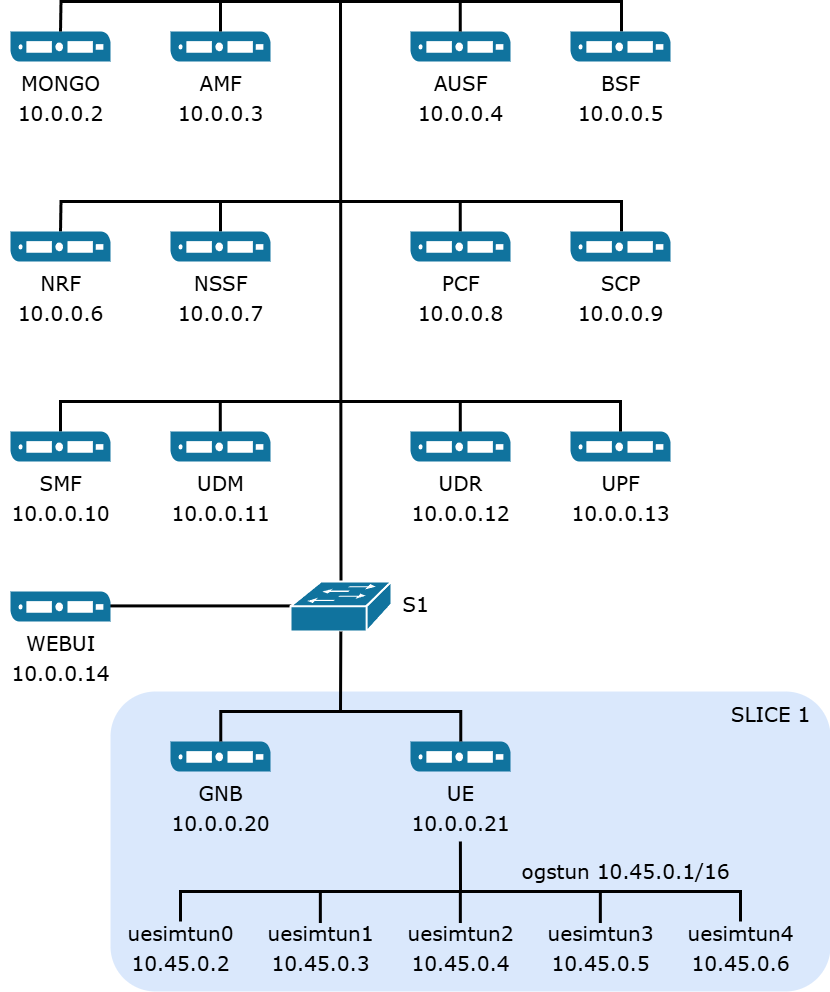 MONGO
10.0.0.2
AMF
10.0.0.3
AUSF
10.0.0.4
BSF
10.0.0.5
NRF
10.0.0.6
NSSF
10.0.0.7
PCF
10.0.0.8
SCP
10.0.0.9
SMF
10.0.0.10
UDM
10.0.0.11
UDR
10.0.0.12
UPF
10.0.0.13
S1
WEBUI
10.0.0.14
SLICE 1
GNB
10.0.0.20
UE
10.0.0.21
ogstun 10.45.0.1/16
uesimtun0
10.45.0.2
uesimtun1
10.45.0.3
uesimtun2
10.45.0.4
uesimtun3
10.45.0.5
uesimtun4
10.45.0.6